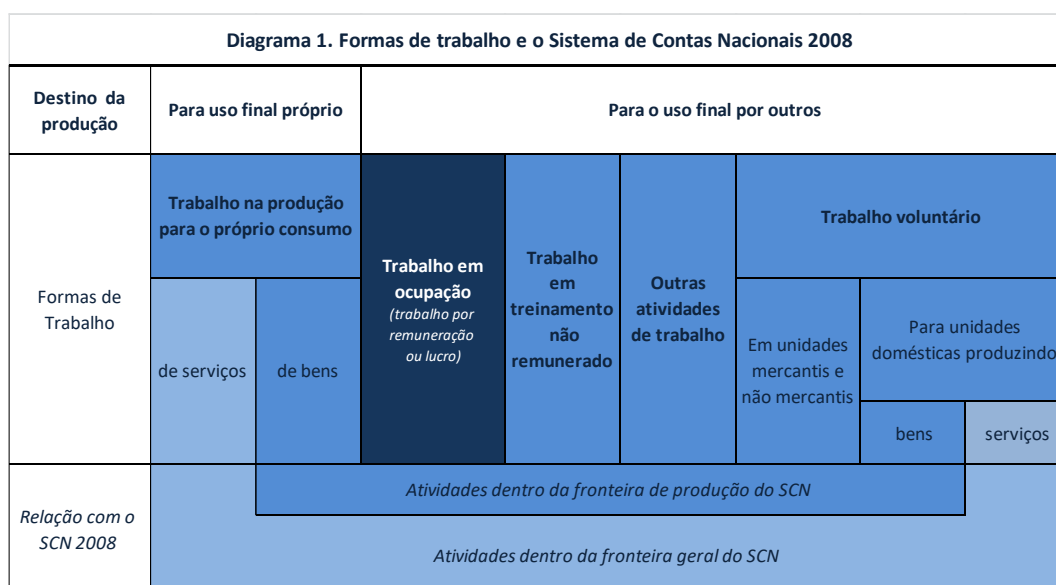 Diagrama 1. Formas de trabalho e o Sistema de Contas Nacionais 2008
Destino da
produção
Para uso final próprio
Para o uso final por outros
Formas de
Trabalho
Trabalho na produção
para o próprio consumo
de serviços
de bens
Trabalho em
ocupação
(trabalho por
remuneração
ou lucro)
Trabalho
em
treinamento
não
remunerado
Outras
atividades
de trabalho
Trabalho voluntário
Em unidades
mercantis e
não mercantis
Para unidades
domésticas produzindo
bens
serviços
Relação com o
SCN 2008
Atividades dentro da fronteira de produção do SCN
Atividades dentro da fronteira geral do SCN